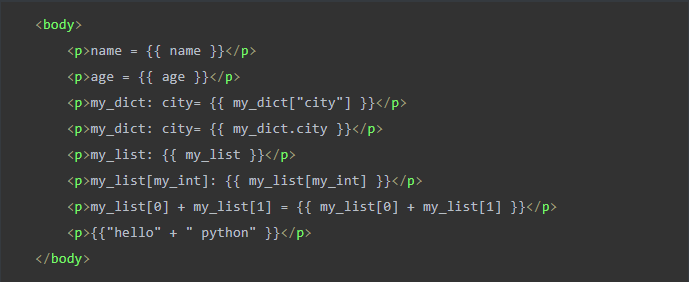 <body>
<p>name = {{ name }}</p>
<p>age = {{ age }}</p>
<p>my_dict: city= {{ my_dict["city"] }}</p>
<p>my_dict: city= {{ my_dict.city }}</p>
<p>my_list: {{ my_list }}</p>
<p>my_list[my_int]: {{ my_list[my_int] }}</p>
<p>my_list[0] + my_list[1] = {{ my_list[0] + my_list[1] }}</p>
<p>{{"hello" + " python" }}</p>
</body>